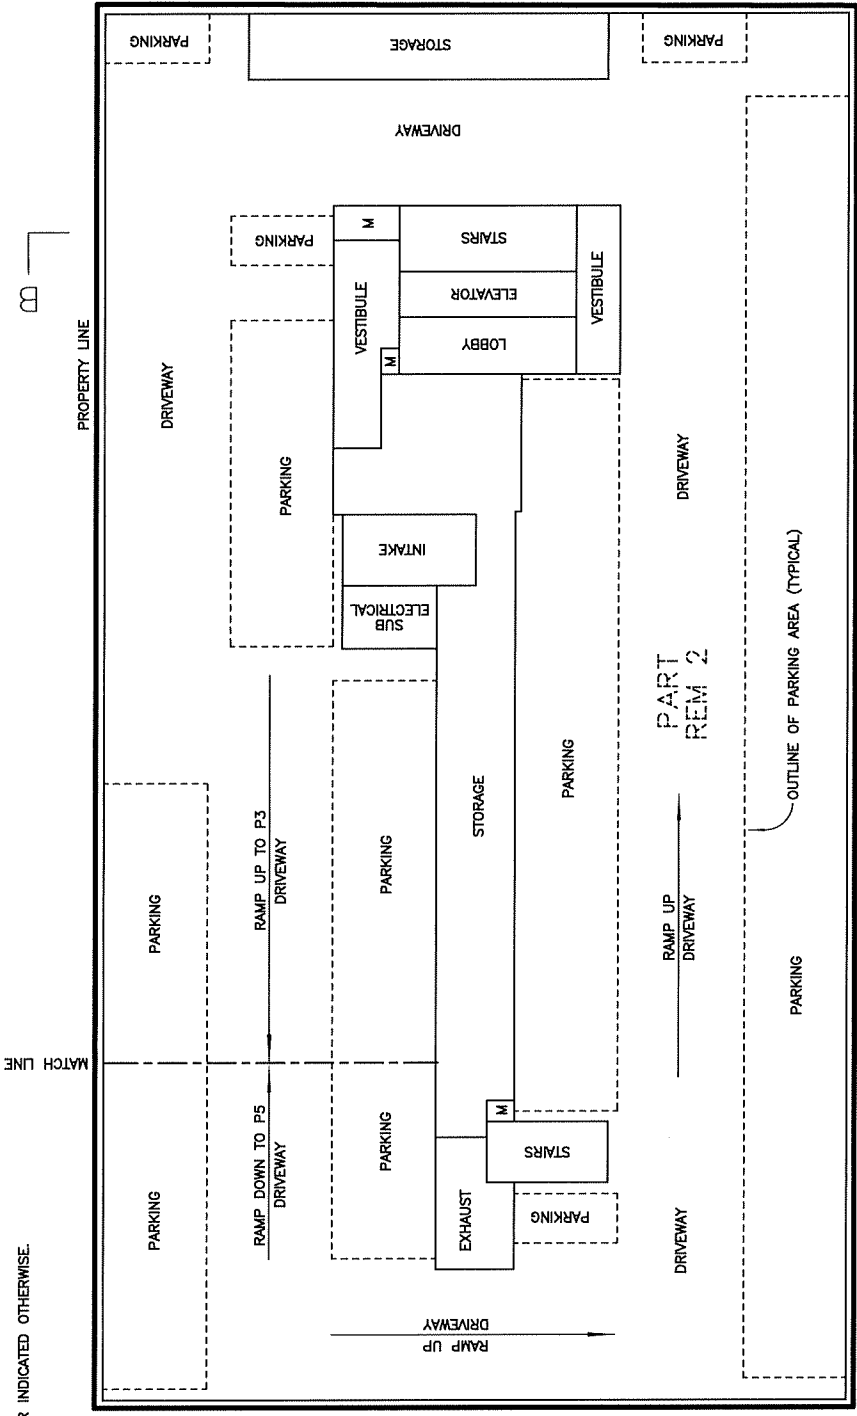 PARKING
STORAGE
PARKING
DRIVEWAY
B
PARKING
M
STAIRS
ELEVATOR
LOBBY
VESTIBULE
VESTIBULE
M
PROPERTY LINE
DRIVEWAY
PARKING
DRIVEWAY
INTAKE
SUB
ELECTRICAL
PART
REM 2
OUTLINE OF PARKING AREA (TYPICAL)
PARKING
STORAGE
PARKING
RAMP UP TO P3
DRIVEWAY
PARKING
RAMP UP
DRIVEWAY
PARKING
MATCH LINE
PARKING
RAMP DOWN TO P5
DRIVEWAY
PARKING
M
STAIRS
EXHAUST
PARKING
DRIVEWAY
RAMP UP
DRIVEWAY
R INDICATED OTHERWISE.